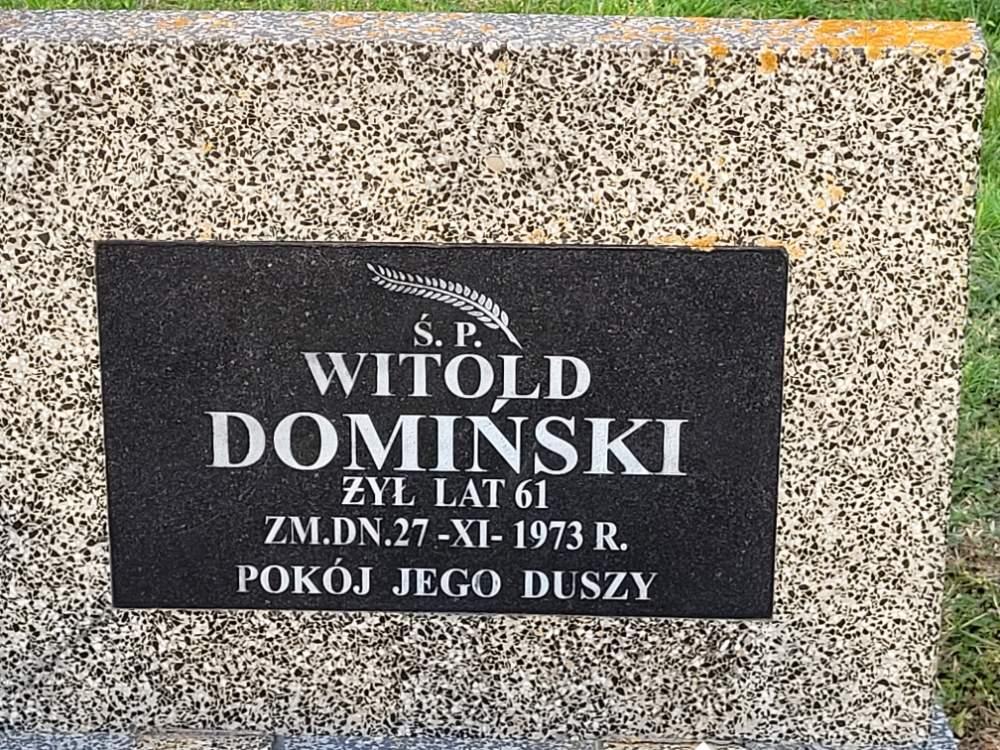 Ś. P.
WITOLD
DOMIŃSKI
ŻYŁ LAT 61
ZM.DN.27 -XI- 1973 R.
POKÓJ JEGO DUSZY